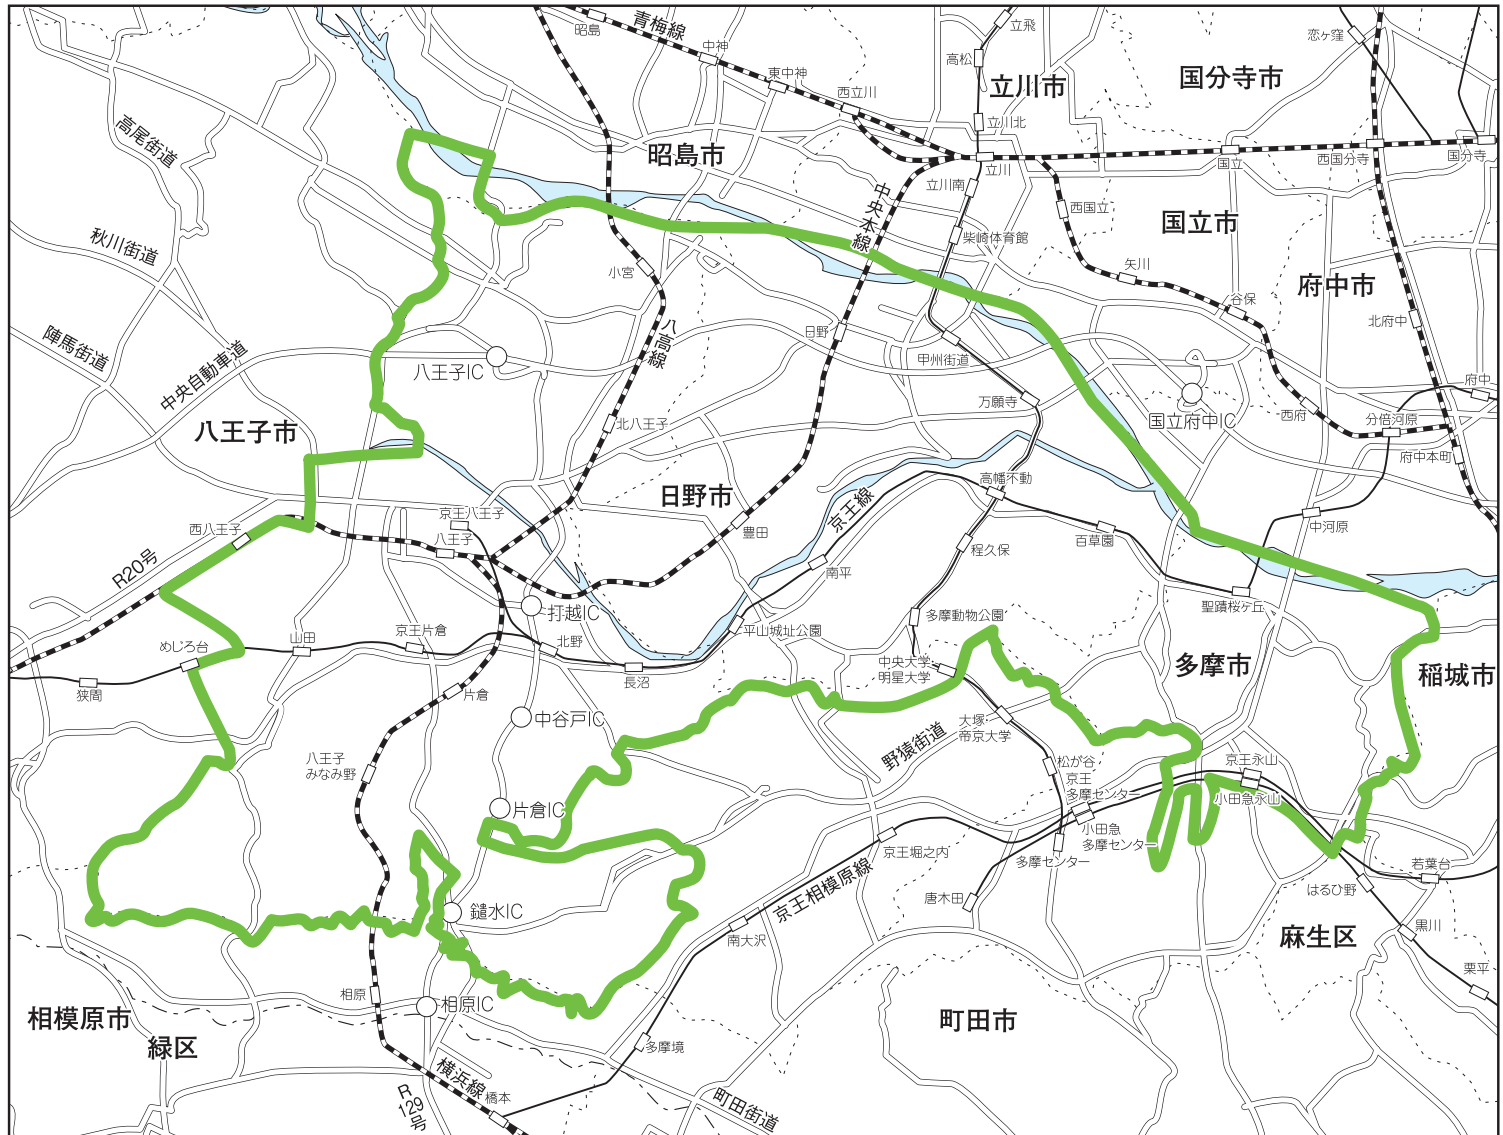 昭島
青梅線
中神
東中神
西立川
立飛
高松
立川市
恋ヶ窪
国分寺市
高尾街道
昭島市
立川北
立川
国立
西国分寺
国分寺
中央本線
立川南
西国立
国立市
秋川街道
柴崎体育館
小宮
矢川
谷保
府中市
北府中
陣馬街道
中央自動車道
八高線
日野
甲州街道
八王子IC
府中
万願寺
国立府中IC
西府
分倍河原
八王子市
北八王子
府中本町
日野市
高幡不動
京王線
西八王子
京王八王子
八王子
豊田
百草園
中河原
程久保
R20号
南平
打越IC
多摩動物公園
聖蹟桜ヶ丘
めじろ台
山田
京王片倉
北野
平山城址公園
中央大学
明星大学
多摩市
稲城市
狭間
片倉
長沼
中谷戸IC
大塚・
帝京大学
野猿街道
八王子
みなみ野
松が谷
京王
多摩センター
京王永山
小田急永山
片倉IC
小田急
多摩センター
京王堀之内
多摩センター
若葉台
はるひ野
唐木田
京王相模原線
鑓水IC
南大沢
麻生区
黒川
栗平
相原
相原IC
相模原市
緑区
町田市
多摩境
横浜線
橋本
R129号
町田街道